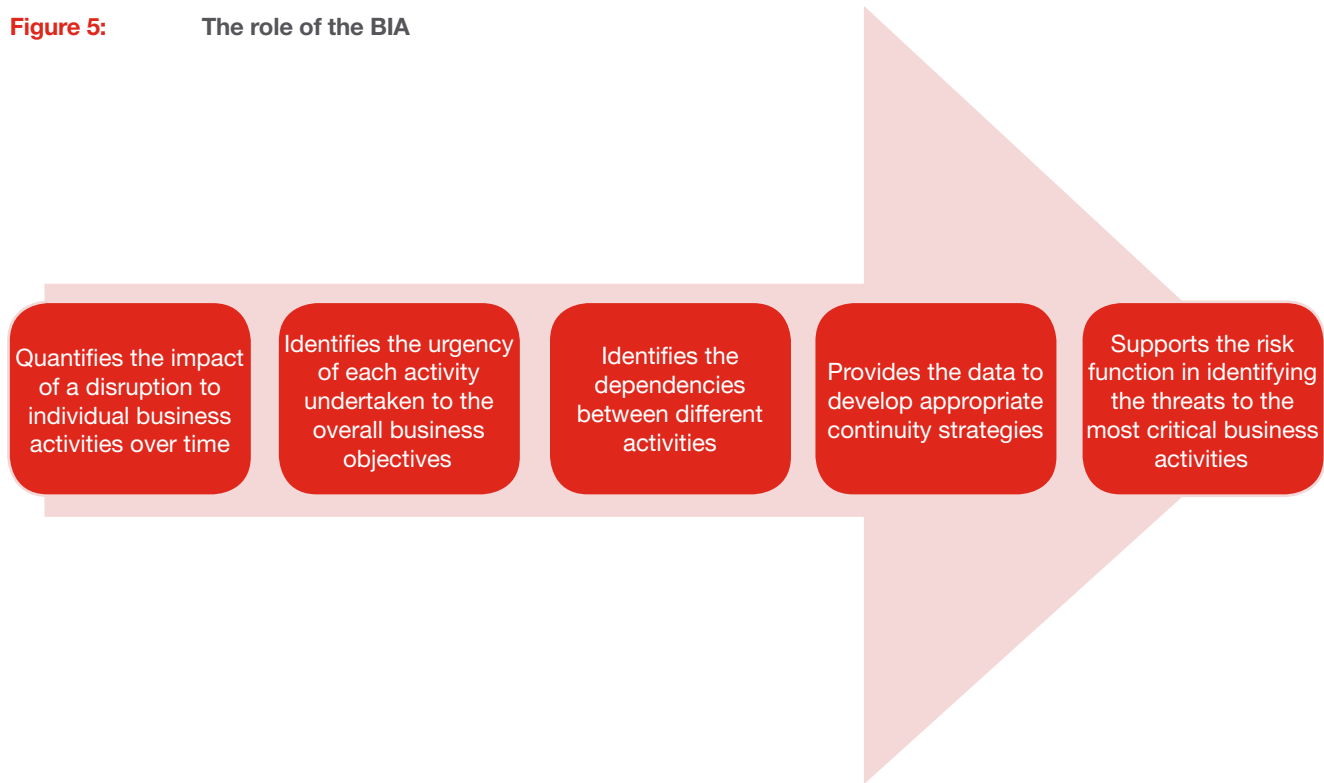 Figure 5: The role of the BIA
Quantifies the impact
of a disruption to
individual business
activities over time
Identifies the urgency
of each activity
undertaken to the
overall business
objectives
Identifies the
dependencies
between different
activities
Provides the data to
develop appropriate
continuity strategies
Supports the risk
function in identifying
the threats to the
most critical business
activities